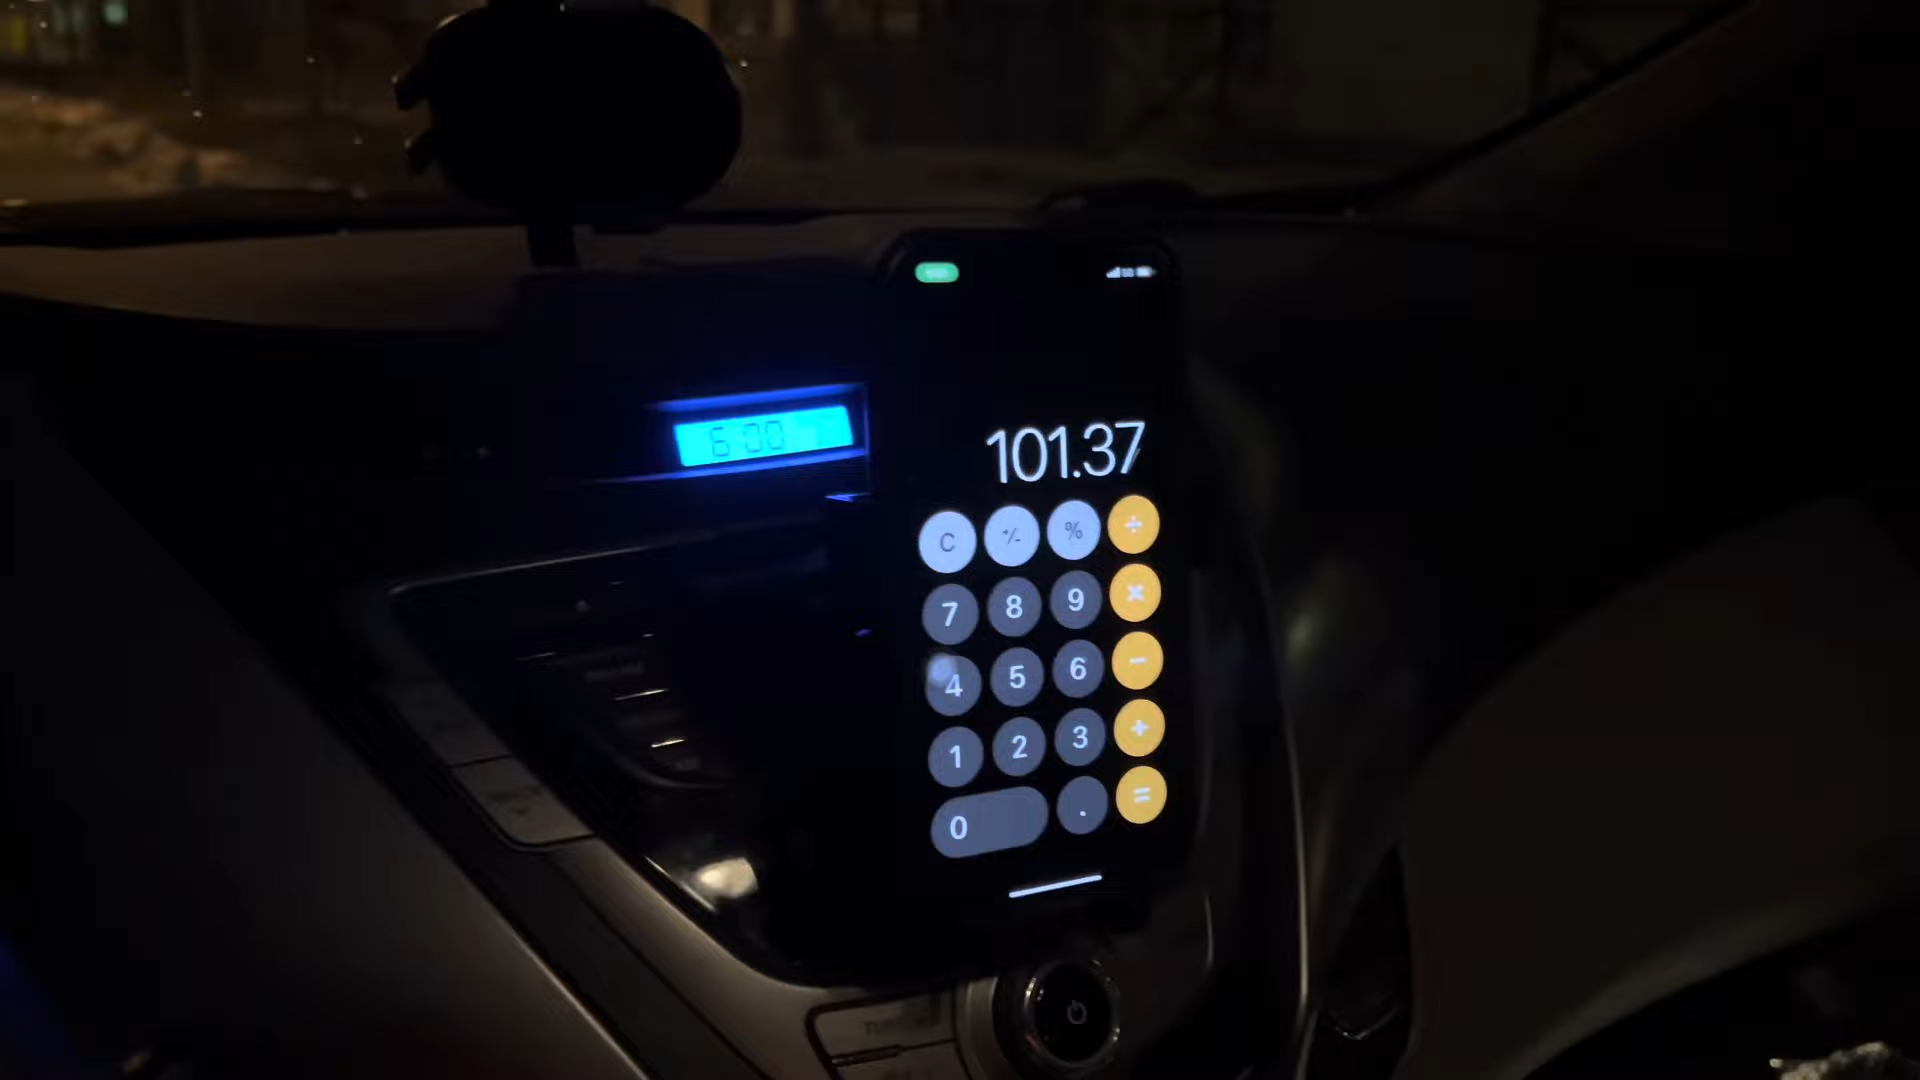 6:00
101.37
C +/- % ÷
7 8 9 ×
4 5 6 −
1 2 3 +
0 . =